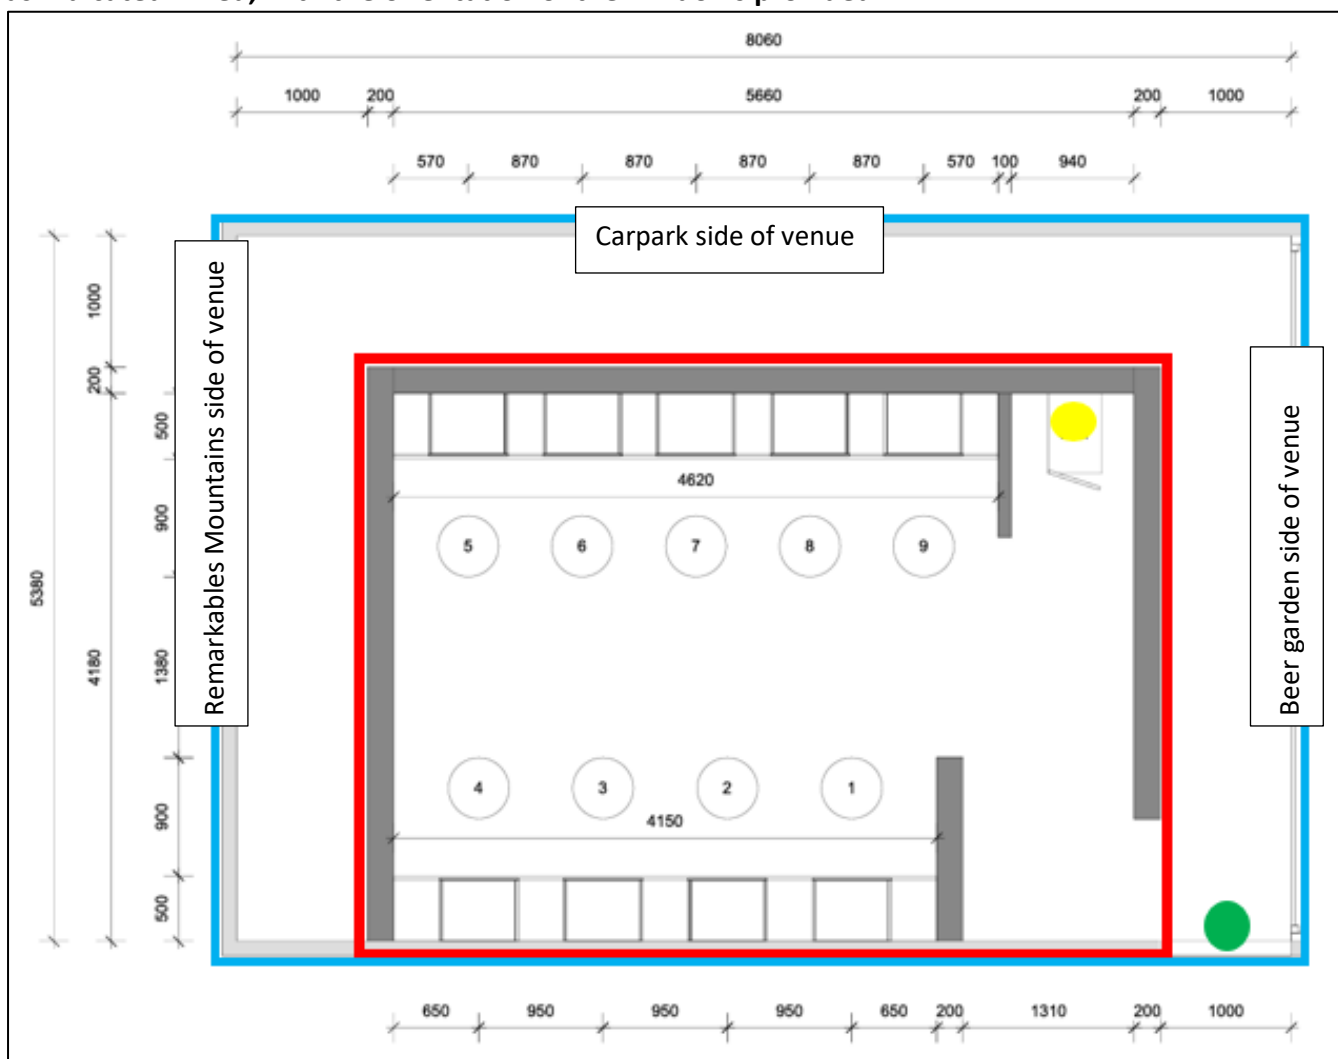 8060
1000 200 5660 200 1000
570 870 870 870 870 570 100 940
Carpark side of venue
Remarkables Mountains side of venue
Beer garden side of venue
1000
200
500
4620
900
5 6 7 8 9
5380
4180
1380
4 3 2 1
4150
900
500
650 950 950 950 650 200 1310 200 1000